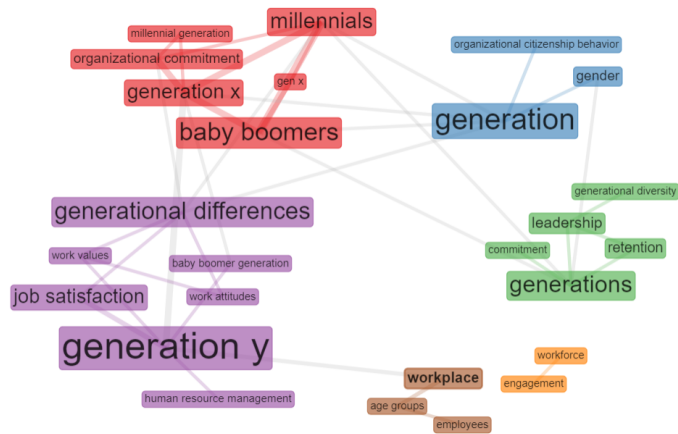 millennials
millennial generation
organizational commitment
gen x
generation x
baby boomers
organizational citizenship behavior
gender
generation
generational differences
work values
baby boomer generation
job satisfaction
work attitudes
generation y
human resource management
generational diversity
leadership
commitment
retention
generations
workplace
age groups
employees
workforce
engagement